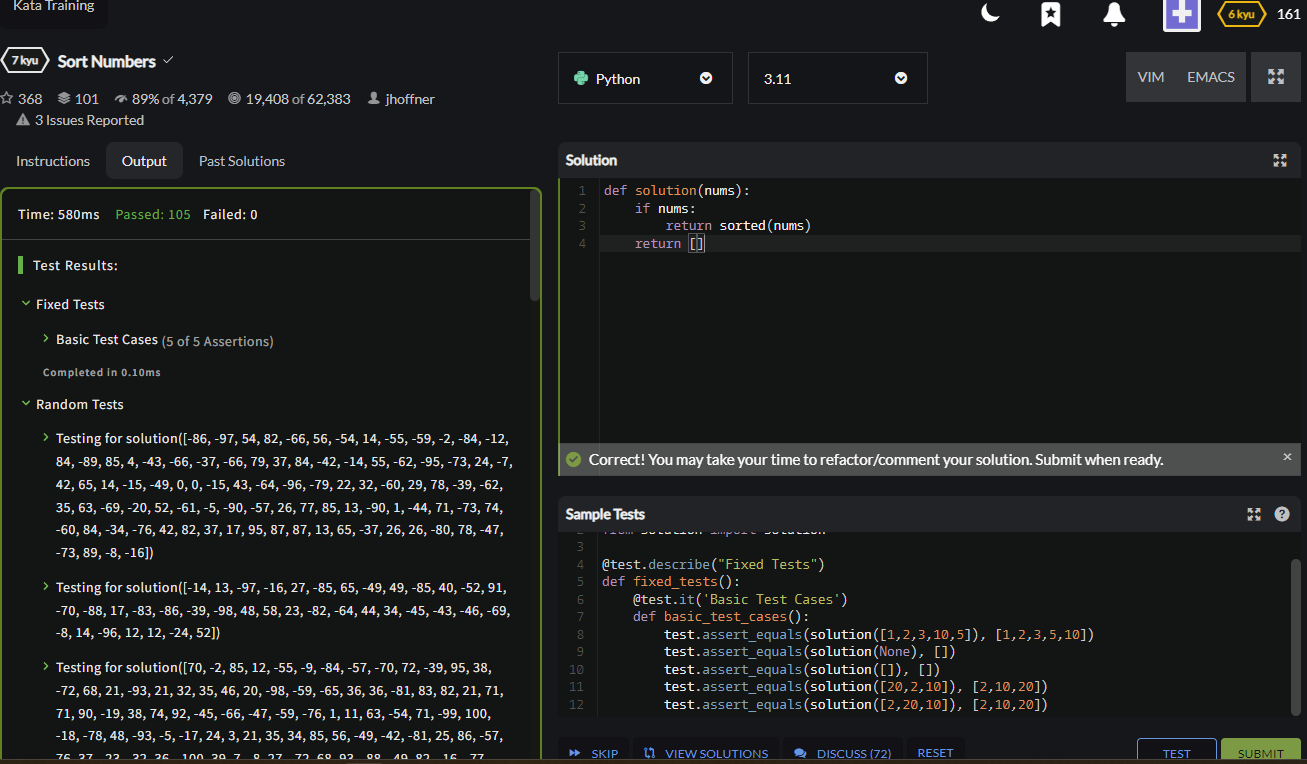 Kata Training
6 kyu 161
7 kyu Sort Numbers
368 101 89% of 4,379 19,408 of 62,383 jhoffner
3 Issues Reported
Python
3.11
VIM EMACS
Instructions Output Past Solutions
Time: 580ms Passed: 105 Failed: 0
Test Results:
Fixed Tests
Basic Test Cases (5 of 5 Assertions)
Completed in 0.10ms
Random Tests
Testing for solution([-86, -97, 54, 82, -66, 56, -54, 14, -55, -59, -2, -84, -12,
84, -89, 85, 4, -43, -66, -37, -66, 79, 37, 84, -42, -14, 55, -62, -95, -73, 24, -7,
42, 65, 14, -15, -49, 0, 0, -15, 43, -64, -96, -79, 22, 32, -60, 29, 78, -39, -62,
35, 63, -69, -20, 52, -61, -5, -90, -57, 26, 77, 85, 13, -90, 1, -44, 71, -73, 74,
-60, 84, -34, -76, 42, 82, 37, 17, 95, 87, 87, 13, 65, -37, 26, 26, -80, 78, -47,
-73, 89, -8, -16])
Testing for solution([-14, 13, -97, -16, 27, -85, 65, -49, 49, -85, 40, -52, 91,
-70, -88, 17, -83, -86, -39, -98, 48, 58, 23, -82, -64, 44, 34, -45, -43, -46, -69,
-8, 14, -96, 12, 12, -24, 52])
Testing for solution([70, -2, 85, 12, -55, -9, -84, -57, -70, 72, -39, 95, 38,
-72, 68, 21, -93, 21, 32, 35, 46, 20, -98, -59, -65, 36, 36, -81, 83, 82, 21, 71,
71, 90, -19, 38, 74, 92, -45, -66, -47, -59, -76, 1, 11, 63, -54, 71, -99, 100,
-18, -78, 48, -93, -5, -17, 24, 3, 21, 35, 34, 85, 56, -49, -42, -81, 25, 86, -57,
Solution
1 def solution(nums):
2 if nums:
3 return sorted(nums)
4 return []
Correct! You may take your time to refactor/comment your solution. Submit when ready.
Sample Tests
3
4 @test.describe("Fixed Tests")
5 def fixed_tests():
6 @test.it('Basic Test Cases')
7 def basic_test_cases():
8 test.assert_equals(solution([1,2,3,10,5]), [1,2,3,5,10])
9 test.assert_equals(solution(None), [])
10 test.assert_equals(solution([]), [])
11 test.assert_equals(solution([20,2,10]), [2,10,20])
12 test.assert_equals(solution([2,20,10]), [2,10,20])
SKIP VIEW SOLUTIONS DISCUSS (72) RESET TEST SUBMIT